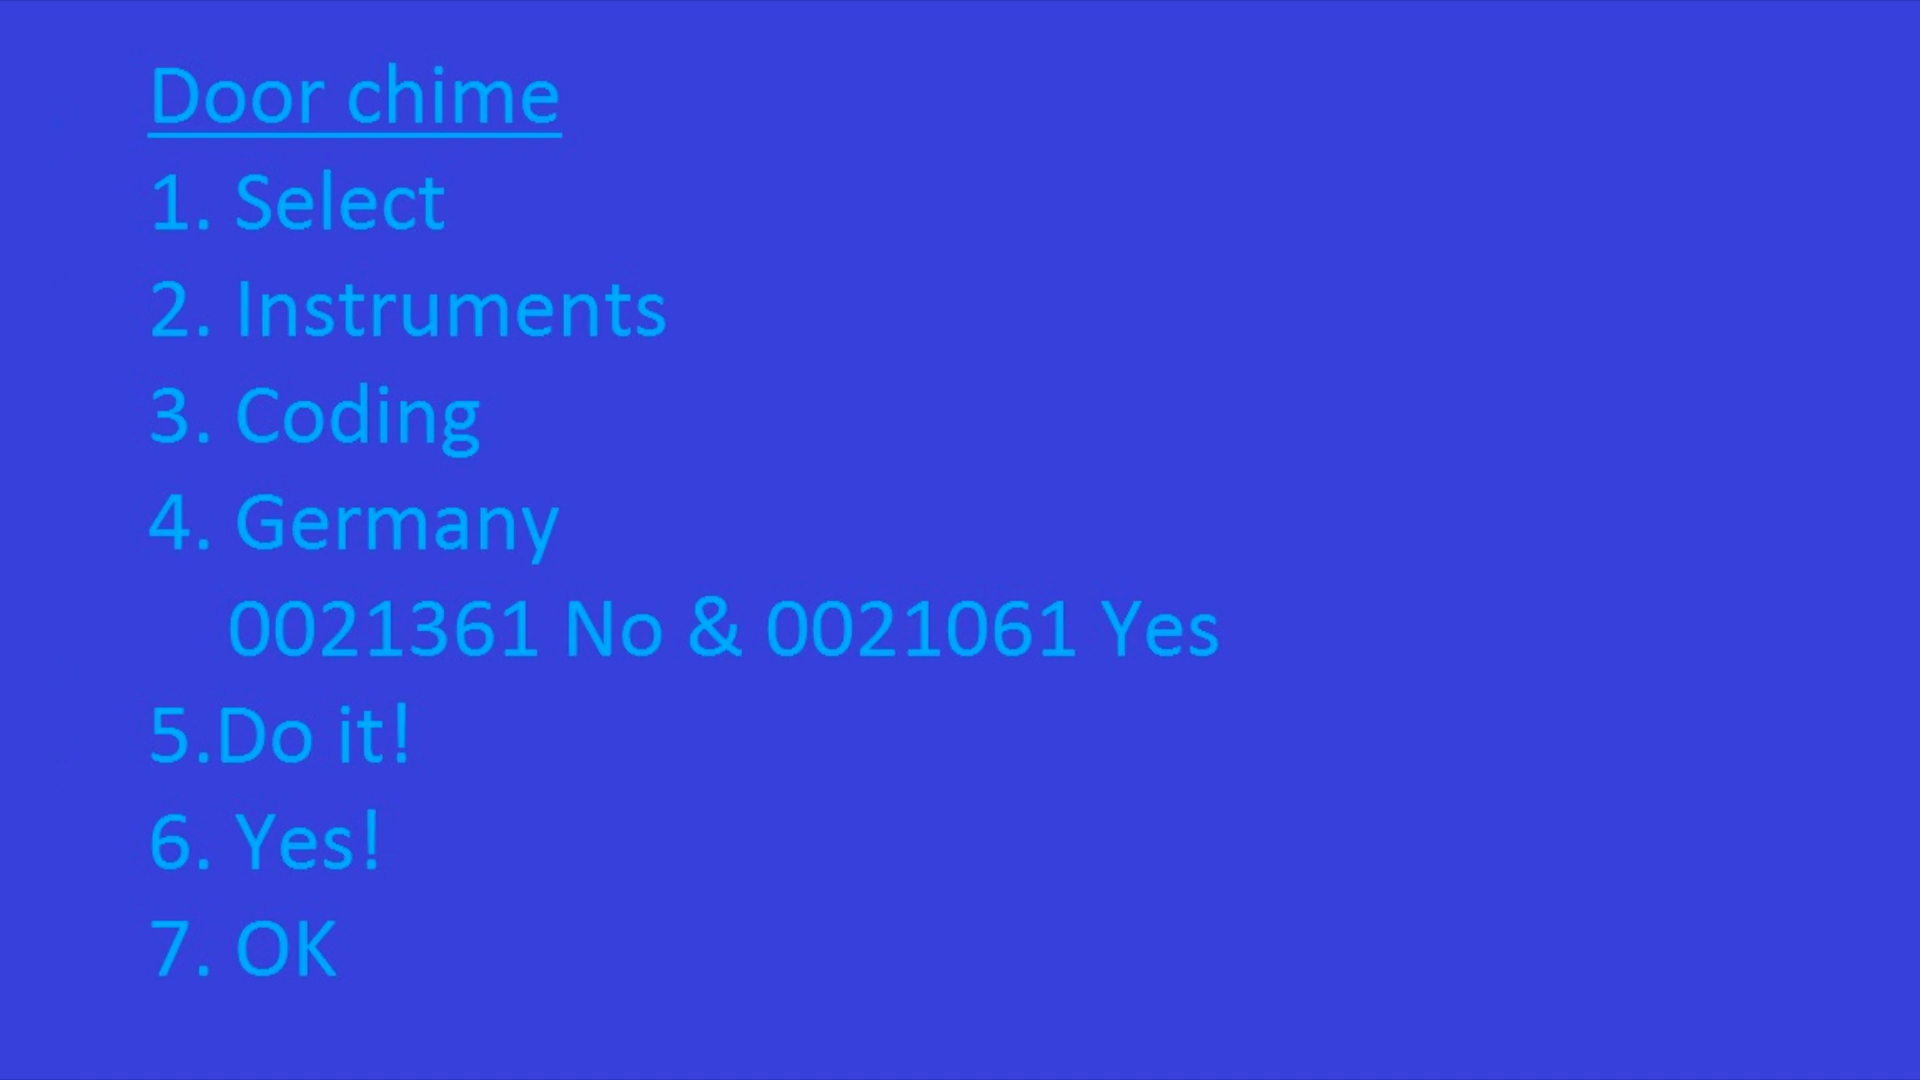 Door chime
1. Select
2. Instruments
3. Coding
4. Germany
0021361 No & 0021061 Yes
5.Do it!
6. Yes!
7. OK